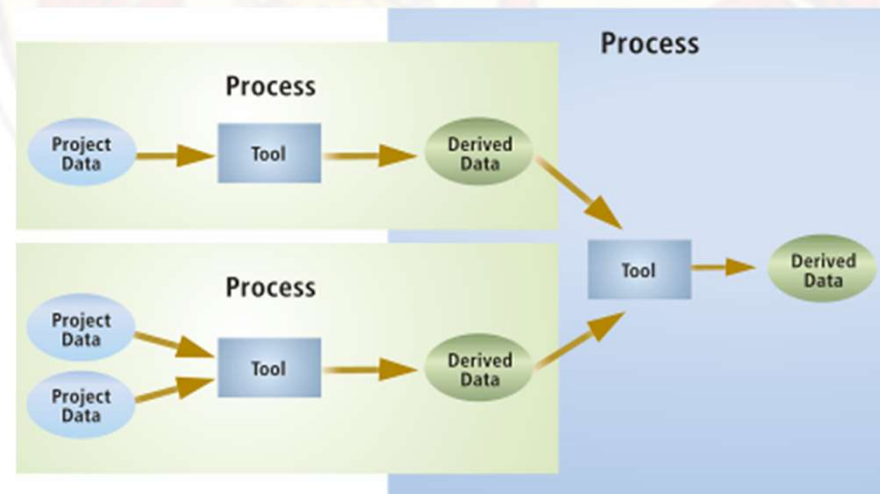 Process
Process
Project
Data
Tool
Derived
Data
Process
Project
Data
Project
Data
Tool
Derived
Data
Tool
Derived
Data